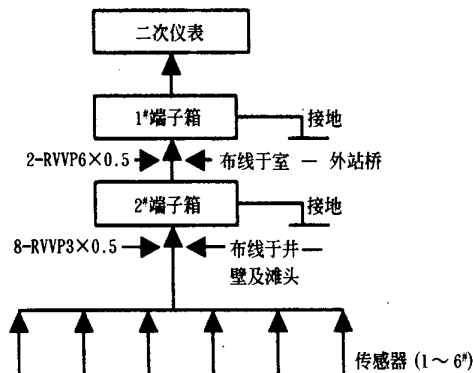 二次仪表
1#端子箱
接地
2-RVVP6×0.5
布线于室 — 外站桥
2#端子箱
接地
8-RVVP3×0.5
布线于井—
壁及滩头
传感器 (1～6#)